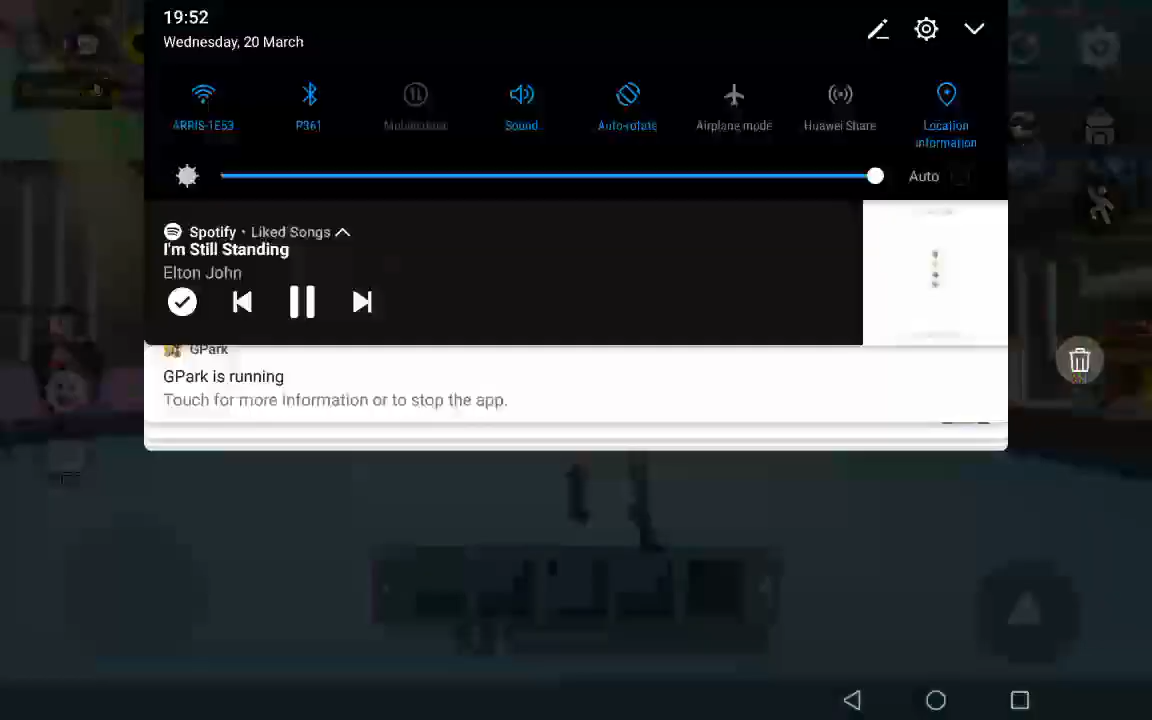 19:52
Wednesday, 20 March
ARRIS-1E53
P361
Mobile data
Sound
Auto-rotate
Airplane mode
Huawei Share
Location information
Auto
Spotify • Liked Songs
I'm Still Standing
Elton John
GPark
GPark is running
Touch for more information or to stop the app.